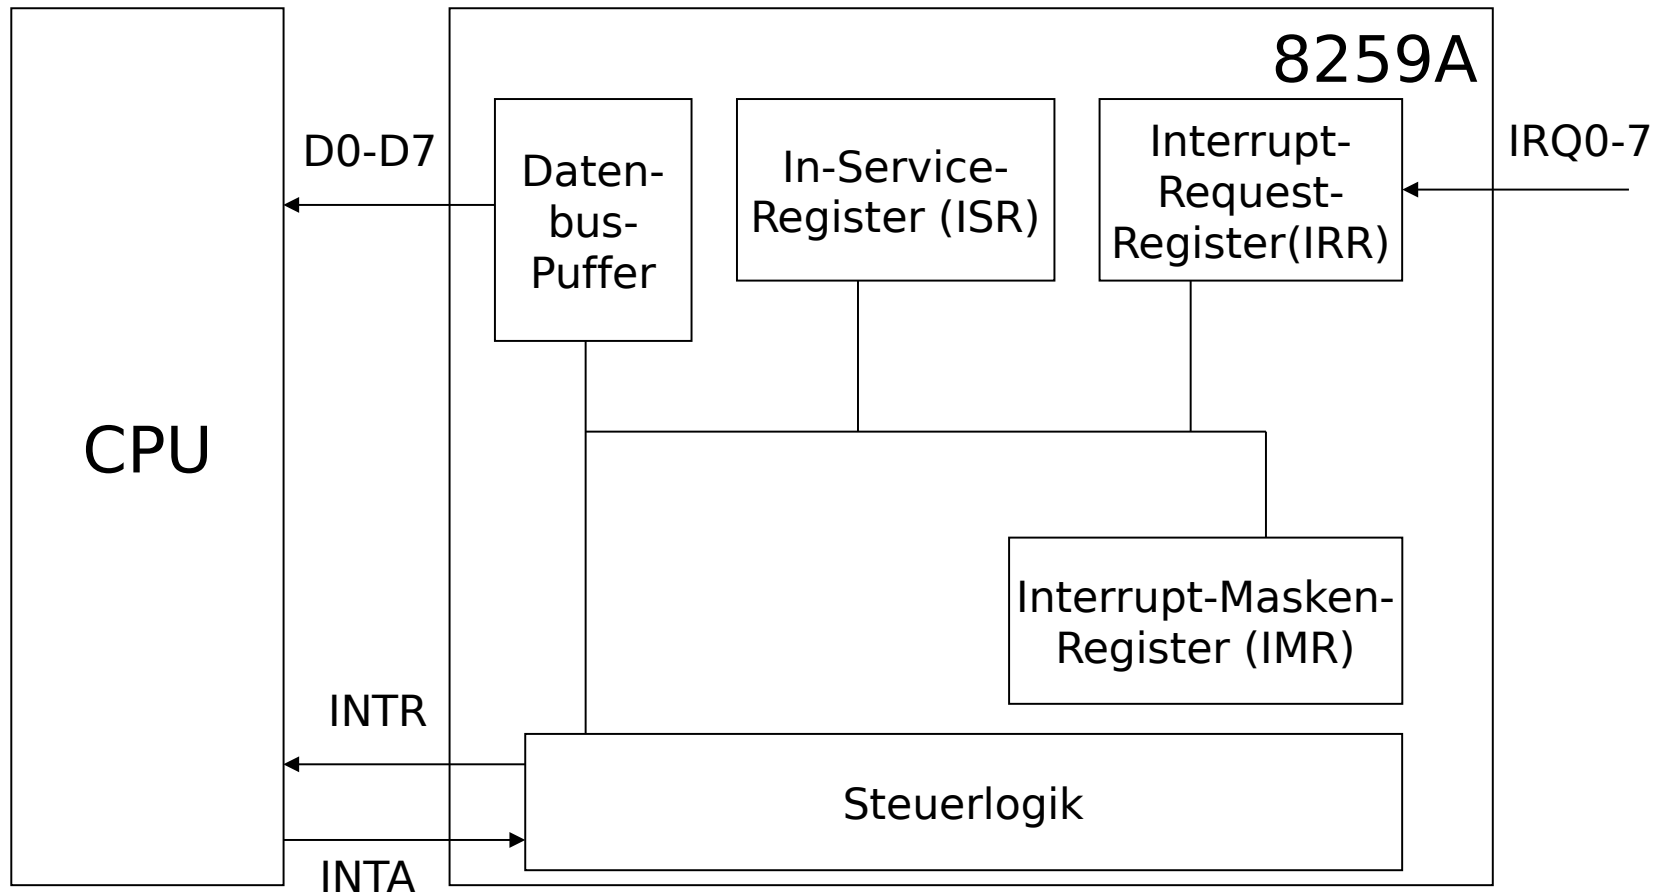 8259A
D0-D7
Daten-
bus-
Puffer
In-Service-
Register (ISR)
Interrupt-
Request-
Register(IRR)
IRQ0-7
CPU
Interrupt-Masken-
Register (IMR)
INTR
Steuerlogik
INTA